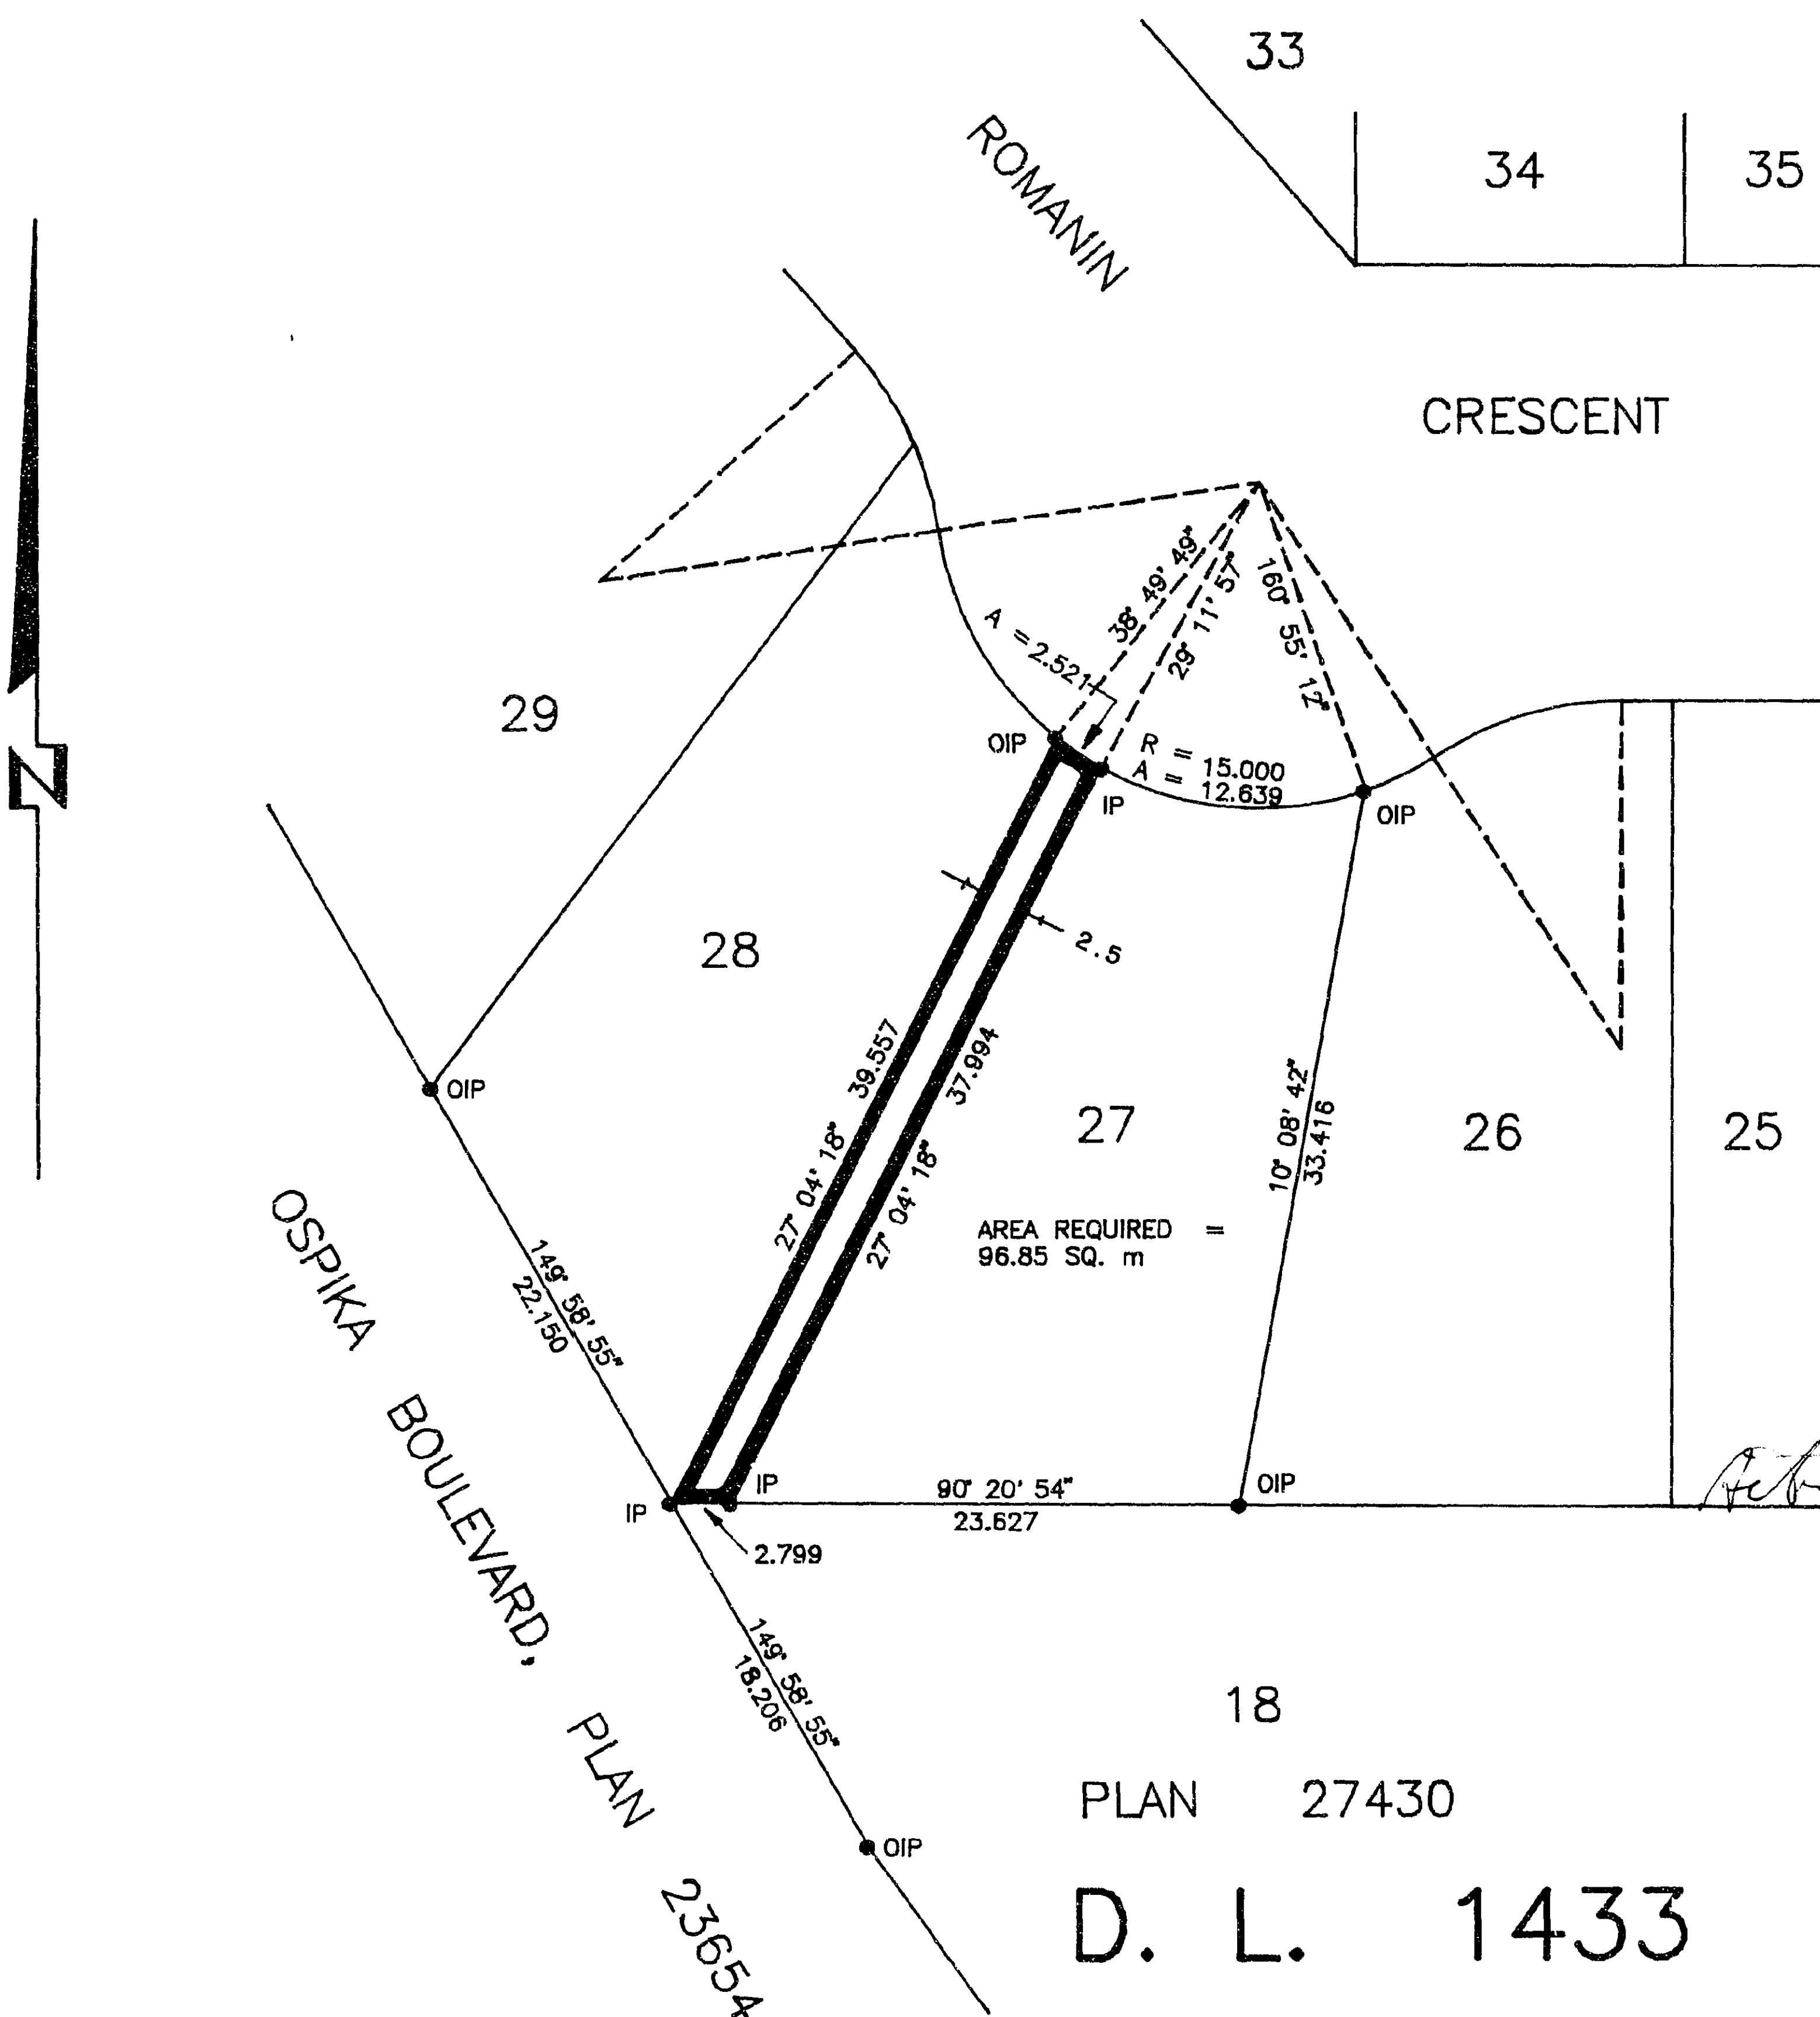 33
34
35
ROMANIN
CRESCENT
38° 49' 49"
29° 11' 57"
160° 55' 12"
A = 2.521
29
OIP
R = 15.000
A = 12.639
IP
OIP
28
2.5
39.557
37.994
OIP
27
26
25
10° 08' 42"
33.416
27° 04' 18"
27° 04' 18"
AREA REQUIRED =
96.85 SQ. m
OSPIKA
149° 58' 55"
22.150
BOULEVARD,
IP
IP
90° 20' 54"
23.627
OIP
2.799
149° 58' 55"
18.206
18
PLAN
PLAN 27430
OIP
23654
D. L. 1433
N